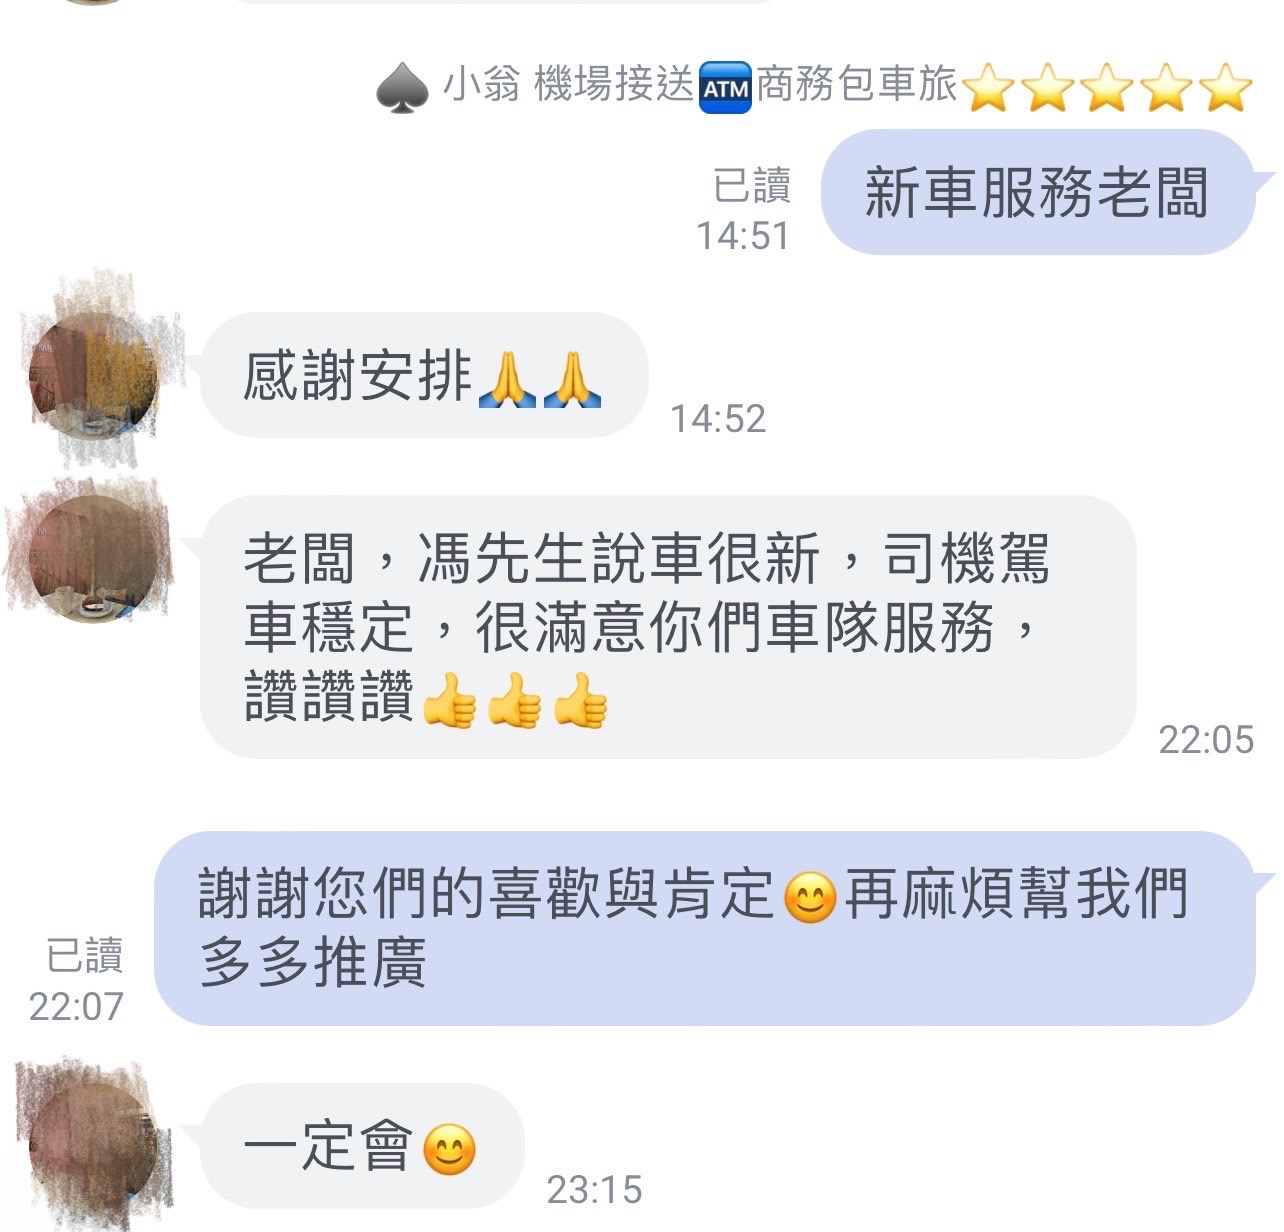 ♠️ 小翁 機場接送🏧商務包車旅⭐⭐⭐⭐⭐
新車服務老闆
已讀
14:51
感謝安排🙏🙏
14:52
老闆，馮先生說車很新，司機駕
車穩定，很滿意你們車隊服務，
讚讚讚👍👍👍
22:05
謝謝您們的喜歡與肯定😊再麻煩幫我們
多多推廣
已讀
22:07
一定會😊
23:15